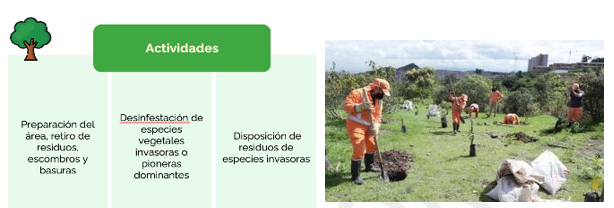 Actividades
Preparación del
área, retiro de
residuos,
escombros y
basuras
Desinfestación de
especies
vegetales
invasoras o
pioneras
dominantes
Disposición de
residuos de
especies invasoras